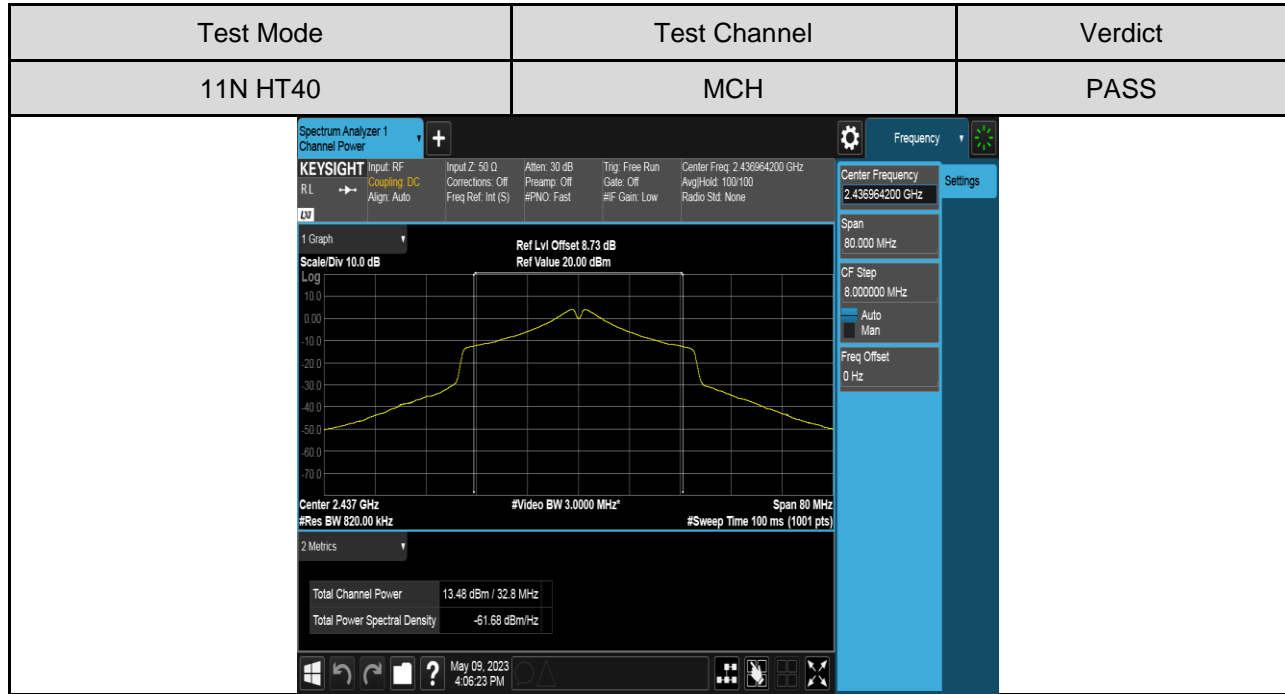 Test Mode Test Channel Verdict
11N HT40 MCH PASS
Spectrum Analyzer 1
Channel Power
+
Frequency
KEYSIGHT Input: RF Input Z: 50 Ω Atten: 30 dB Trig: Free Run Center Freq: 2.436964200 GHz
RL Coupling: DC Corrections: Off Preamp: Off Gate: Off Avg|Hold: 100/100
Align: Auto Freq Ref: Int (S) #PNO: Fast #IF Gain: Low Radio Std: None
LXI
Center Frequency
2.436964200 GHz
Settings
Span
80.000 MHz
CF Step
8.000000 MHz
Auto
Man
Freq Offset
0 Hz
1 Graph
Ref Lvl Offset 8.73 dB
Scale/Div 10.0 dB Ref Value 20.00 dBm
Log
10.0
0.00
-10.0
-20.0
-30.0
-40.0
-50.0
-60.0
-70.0
Center 2.437 GHz #Video BW 3.0000 MHz* Span 80 MHz
#Res BW 820.00 kHz #Sweep Time 100 ms (1001 pts)
2 Metrics
Total Channel Power 13.48 dBm / 32.8 MHz
Total Power Spectral Density -61.68 dBm/Hz
? May 09, 2023
4:06:23 PM